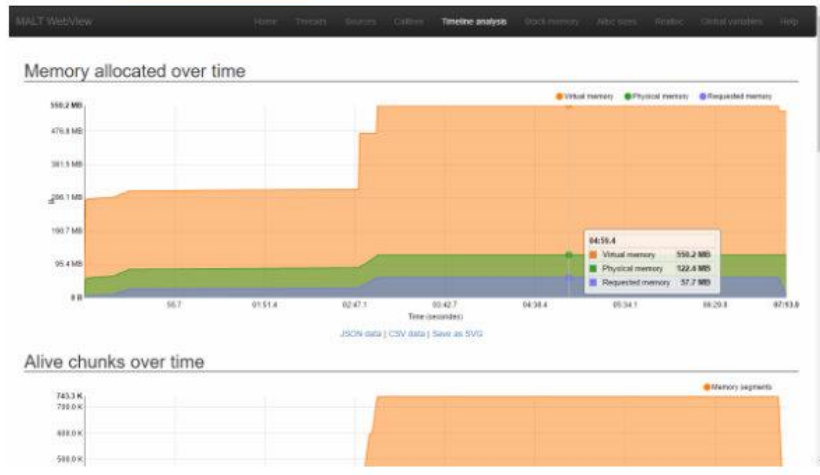 MALT WebView Home Threads Sources Calltree Timeline analysis Stack memory Alloc sizes Realloc Global variables Help
Memory allocated over time
Virtual memory Physical memory Requested memory
550.2 MB
476.8 MB
381.5 MB
286.1 MB
190.7 MB
95.4 MB
0 B
B
04:59.4
Virtual memory 550.2 MB
Physical memory 122.4 MB
Requested memory 57.7 MB
55.7 01:51.4 02:47.1 03:42.7 04:38.4 05:34.1 06:29.8 07:53.0
Time (secondes)
JSON data | CSV data | Save as SVG
Alive chunks over time
Memory segments
745.3 K
700.0 K
600.0 K
500.0 K